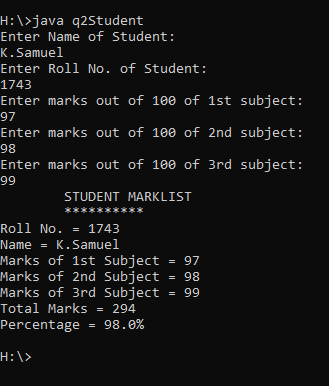 H:\>java q2Student
Enter Name of Student:
K.Samuel
Enter Roll No. of Student:
1743
Enter marks out of 100 of 1st subject:
97
Enter marks out of 100 of 2nd subject:
98
Enter marks out of 100 of 3rd subject:
99
STUDENT MARKLIST
**********
Roll No. = 1743
Name = K.Samuel
Marks of 1st Subject = 97
Marks of 2nd Subject = 98
Marks of 3rd Subject = 99
Total Marks = 294
Percentage = 98.0%
H:\>